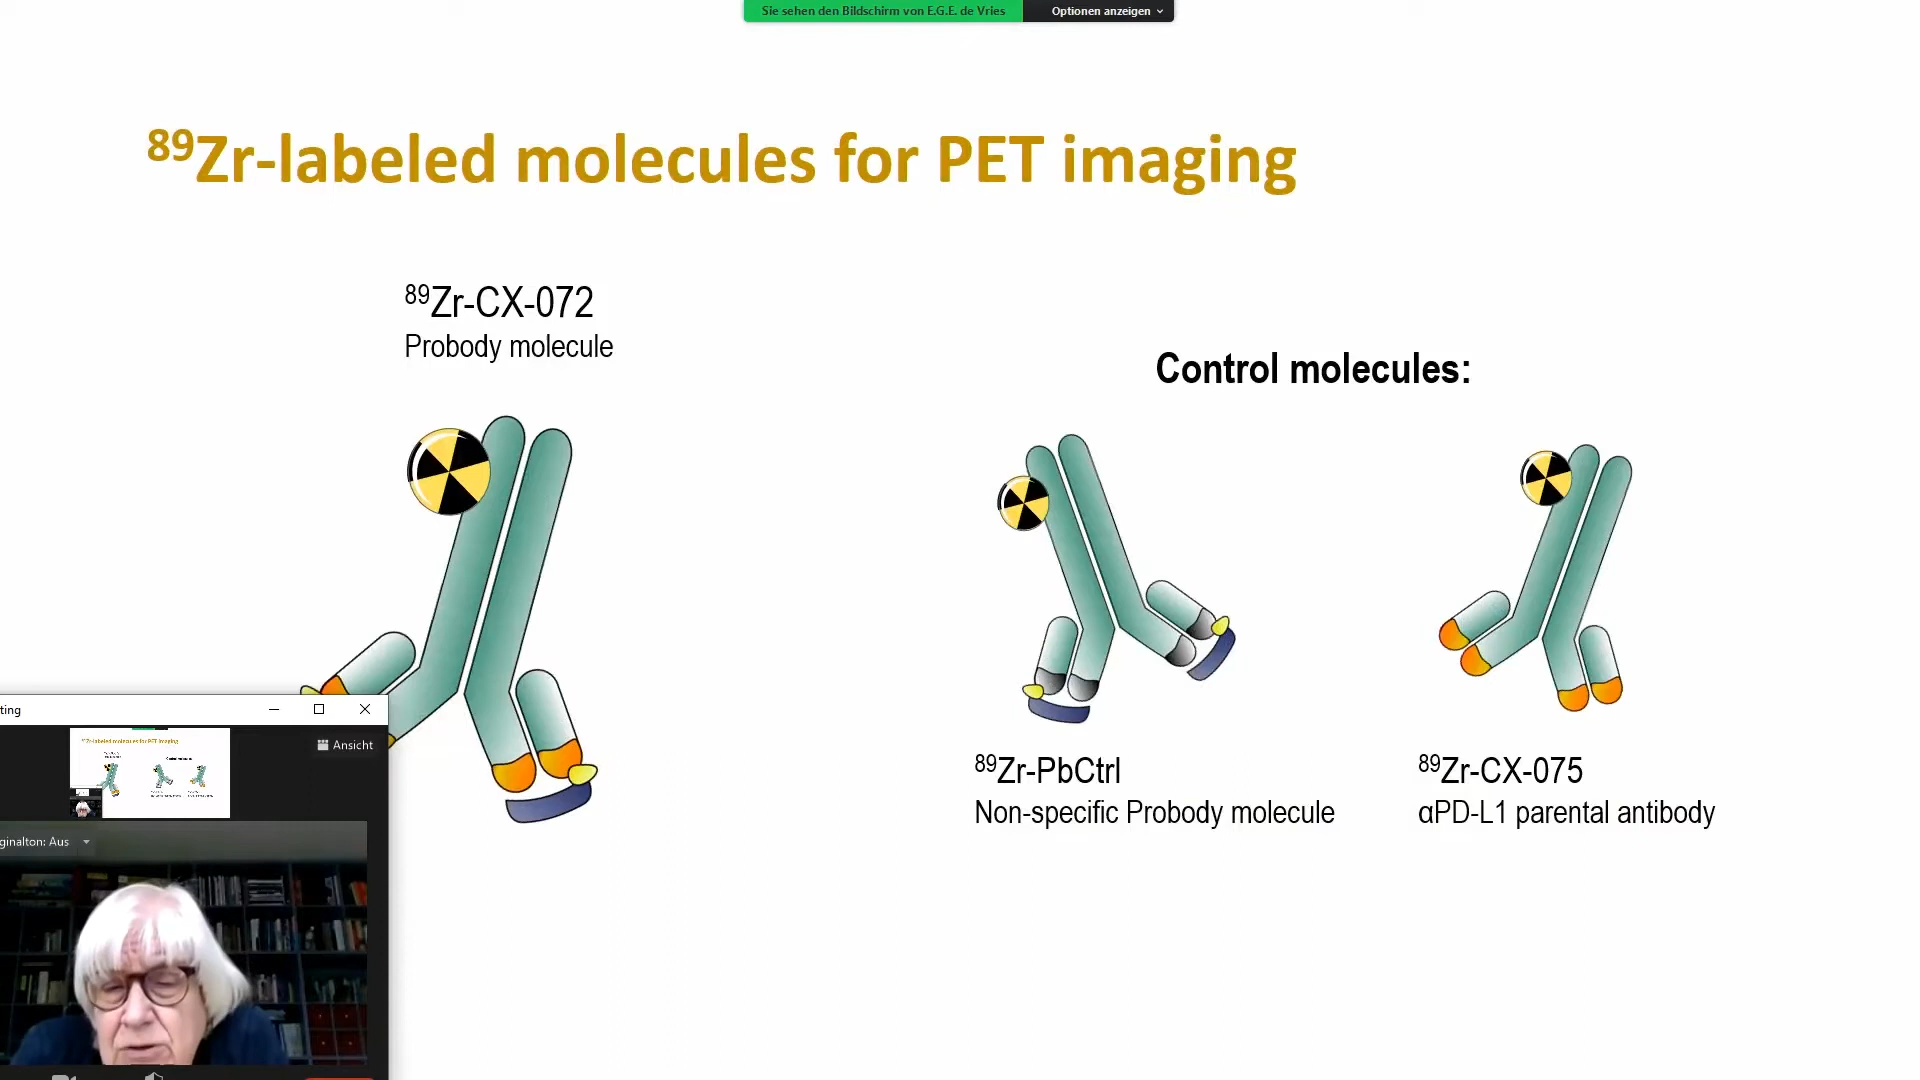 Sie sehen den Bildschirm von E.G.E. de Vries
Optionen anzeigen
⁸⁹Zr-labeled molecules for PET imaging
⁸⁹Zr-CX-072
Probody molecule
Control molecules:
⁸⁹Zr-PbCtrl
Non-specific Probody molecule
⁸⁹Zr-CX-075
αPD-L1 parental antibody
ting
Ansicht
ginalton: Aus